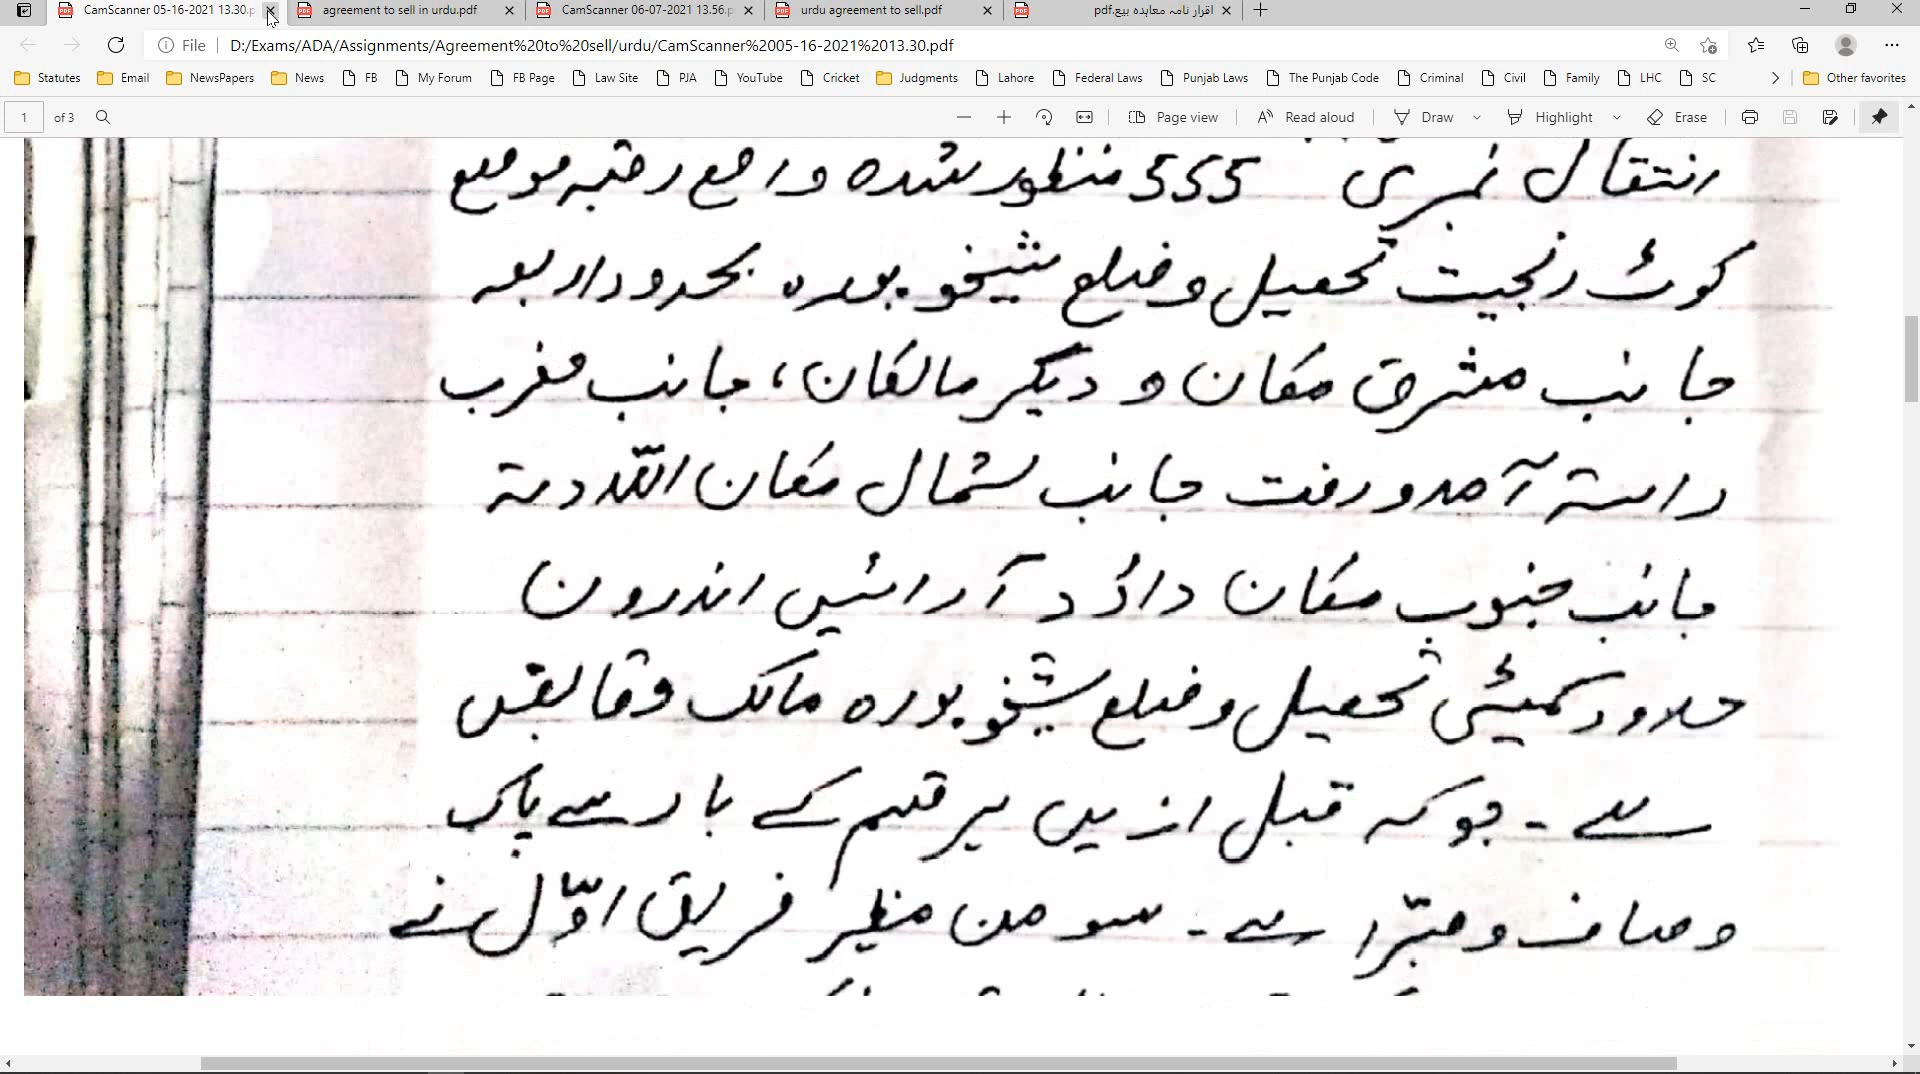 CamScanner 05-16-2021 13.30.p
agreement to sell in urdu.pdf
CamScanner 06-07-2021 13.56.p
urdu agreement to sell.pdf
اقرار نامہ معاہدہ بیع.pdf
File
D:/Exams/ADA/Assignments/Agreement%20to%20sell/urdu/CamScanner%2005-16-2021%2013.30.pdf
Statutes Email NewsPapers News FB My Forum FB Page Law Site PJA YouTube Cricket Judgments Lahore Federal Laws Punjab Laws The Punjab Code Criminal Civil Family LHC SC Other favorites
1 of 3 Page view Read aloud Draw Highlight Erase
انتقال نمبری 555 منظور شدہ واقع رقبہ موضع
کوٹ رنجیت تحصیل و ضلع شیخوپورہ بحدود اربعہ
جانب مشرق مکان و دیگر مالکان، جانب مغرب
راستہ آمد و رفت جانب شمال مکان اللہ دتہ
جانب جنوب مکان داؤد آرائیں اندرون
حدود کمیٹی تحصیل و ضلع شیخوپورہ مالک و قابض
ہے۔ جو کہ قبل ازیں ہر قسم کے بار سے پاک
و صاف و مبّرا ہے۔ سو من مظہر فریق اوّل نے